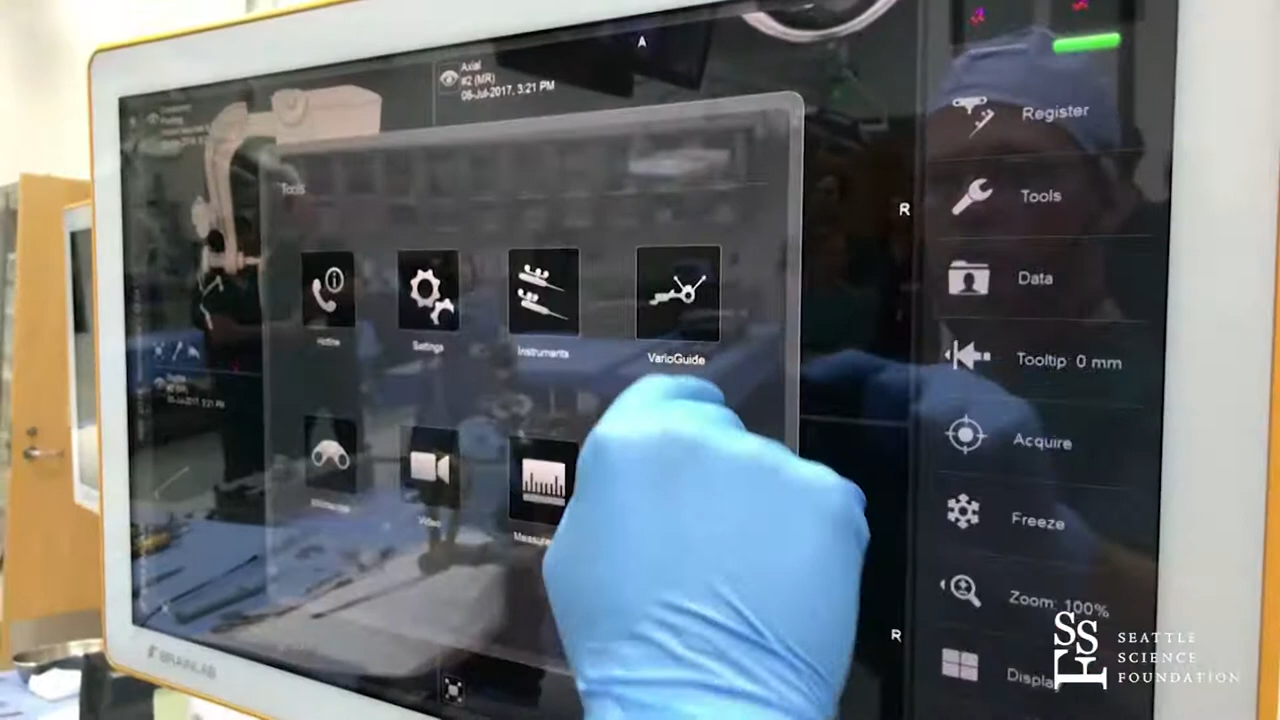 A
Axial
#2 (MR)
06-Jul-2017, 3:21 PM
Tools
Hotline
Settings
Instruments
VarioGuide
Video
R
R
Register
Tools
Data
Tooltip: 0 mm
Acquire
Freeze
Zoom: 100%
Display
BRAINLAB
SSF
SEATTLE
SCIENCE
FOUNDATION